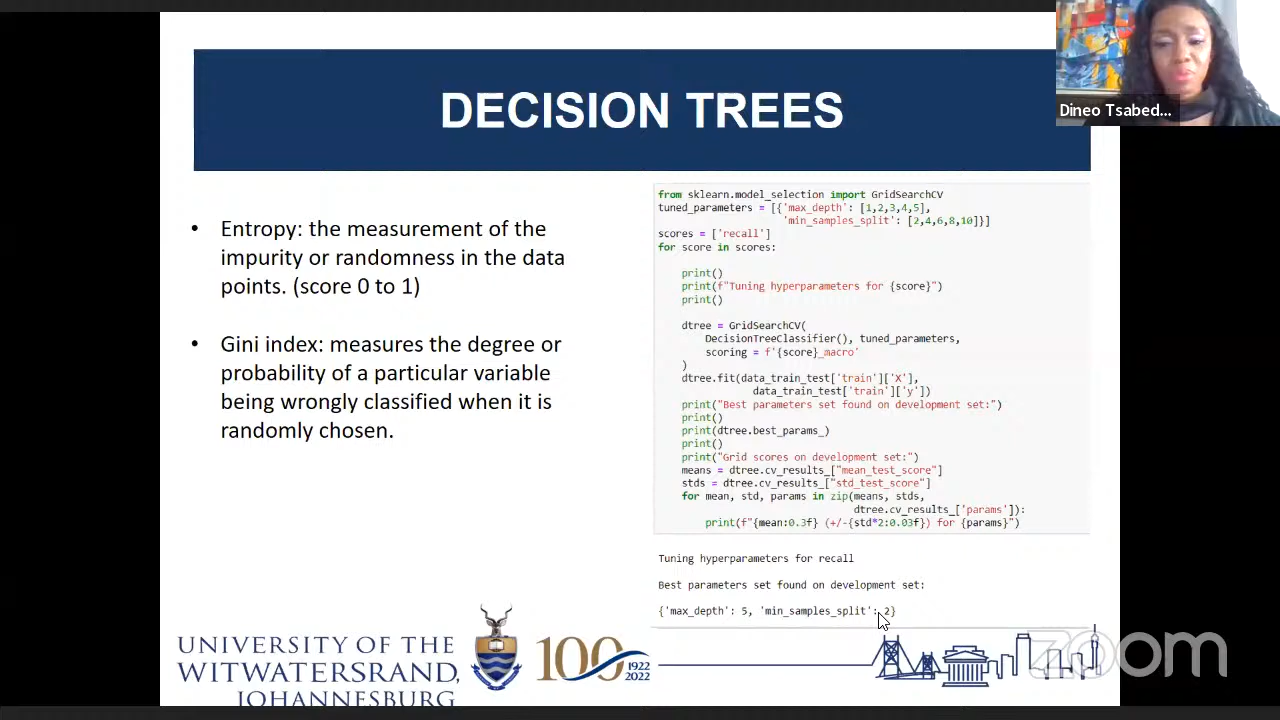 DECISION TREES
Dineo Tsabed...
• Entropy: the measurement of the
impurity or randomness in the data
points. (score 0 to 1)
• Gini index: measures the degree or
probability of a particular variable
being wrongly classified when it is
randomly chosen.
from sklearn.model_selection import GridSearchCV
tuned_parameters = [{'max_depth': [1,2,3,4,5],
'min_samples_split': [2,4,6,8,10]}]
scores = ['recall']
for score in scores:
print()
print(f"Tuning hyperparameters for {score}")
print()
dtree = GridSearchCV(
DecisionTreeClassifier(), tuned_parameters,
scoring = f'{score}_macro'
)
dtree.fit(data_train_test['train']['X'],
data_train_test['train']['y'])
print("Best parameters set found on development set:")
print()
print(dtree.best_params_)
print()
print("Grid scores on development set:")
means = dtree.cv_results_["mean_test_score"]
stds = dtree.cv_results_["std_test_score"]
for mean, std, params in zip(means, stds,
dtree.cv_results_['params']):
print(f"{mean:0.3f} (+/-{std*2:0.03f}) for {params}")
Tuning hyperparameters for recall
Best parameters set found on development set:
{'max_depth': 5, 'min_samples_split': 2}
UNIVERSITY OF THE
WITWATERSRAND,
JOHANNESBURG
100
1922
2022
zoom